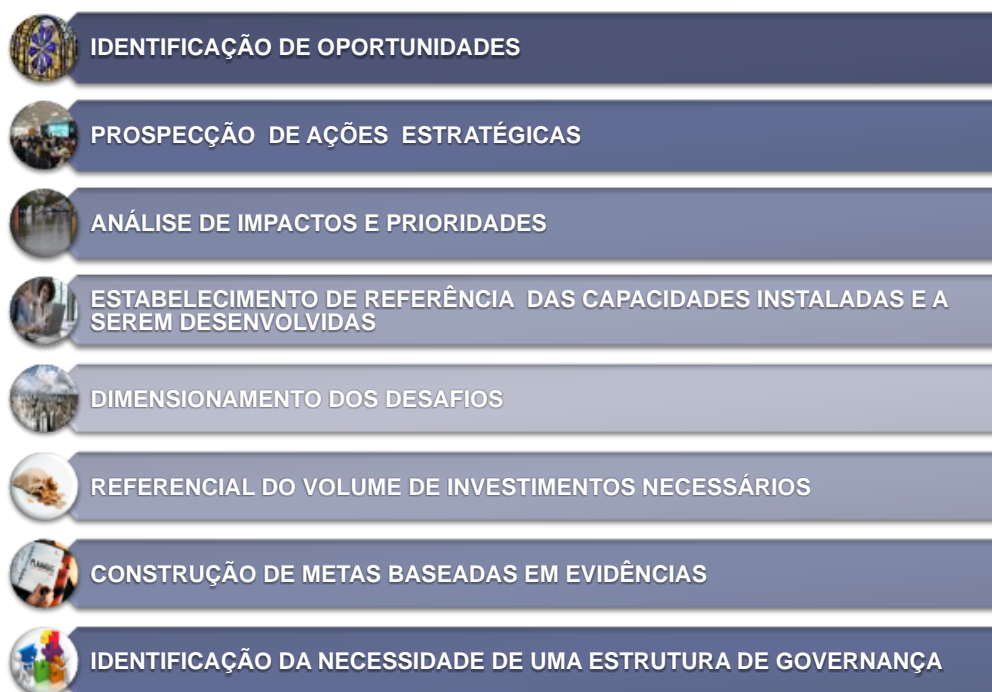 IDENTIFICAÇÃO DE OPORTUNIDADES
PROSPECÇÃO DE AÇÕES ESTRATÉGICAS
ANÁLISE DE IMPACTOS E PRIORIDADES
ESTABELECIMENTO DE REFERÊNCIA DAS CAPACIDADES INSTALADAS E A
SEREM DESENVOLVIDAS
DIMENSIONAMENTO DOS DESAFIOS
REFERENCIAL DO VOLUME DE INVESTIMENTOS NECESSÁRIOS
CONSTRUÇÃO DE METAS BASEADAS EM EVIDÊNCIAS
IDENTIFICAÇÃO DA NECESSIDADE DE UMA ESTRUTURA DE GOVERNANÇA